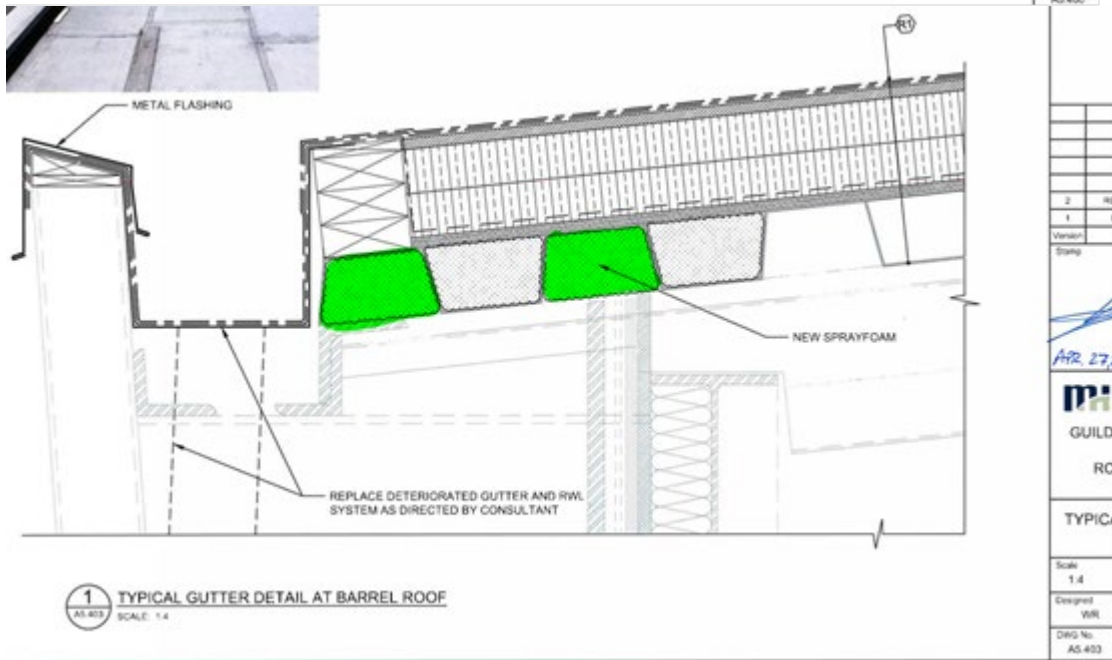 R1
METAL FLASHING
2
1
Version
Stamp
NEW SPRAYFOAM
APR. 27,
GUILD
RO
REPLACE DETERIORATED GUTTER AND RWL
SYSTEM AS DIRECTED BY CONSULTANT
TYPICA
1
A5.403
TYPICAL GUTTER DETAIL AT BARREL ROOF
SCALE: 1:4
Scale
1:4
Designed
WR
DWG No.
A5.403